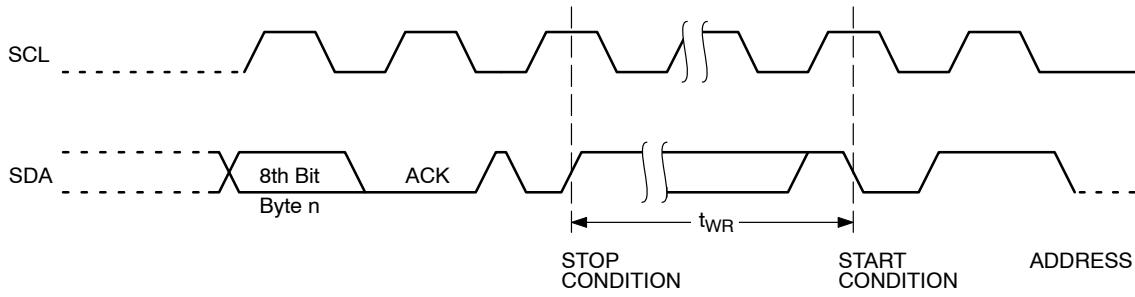 SCL
SDA
8th Bit
Byte n
ACK
tWR
STOP
CONDITION
START
CONDITION
ADDRESS